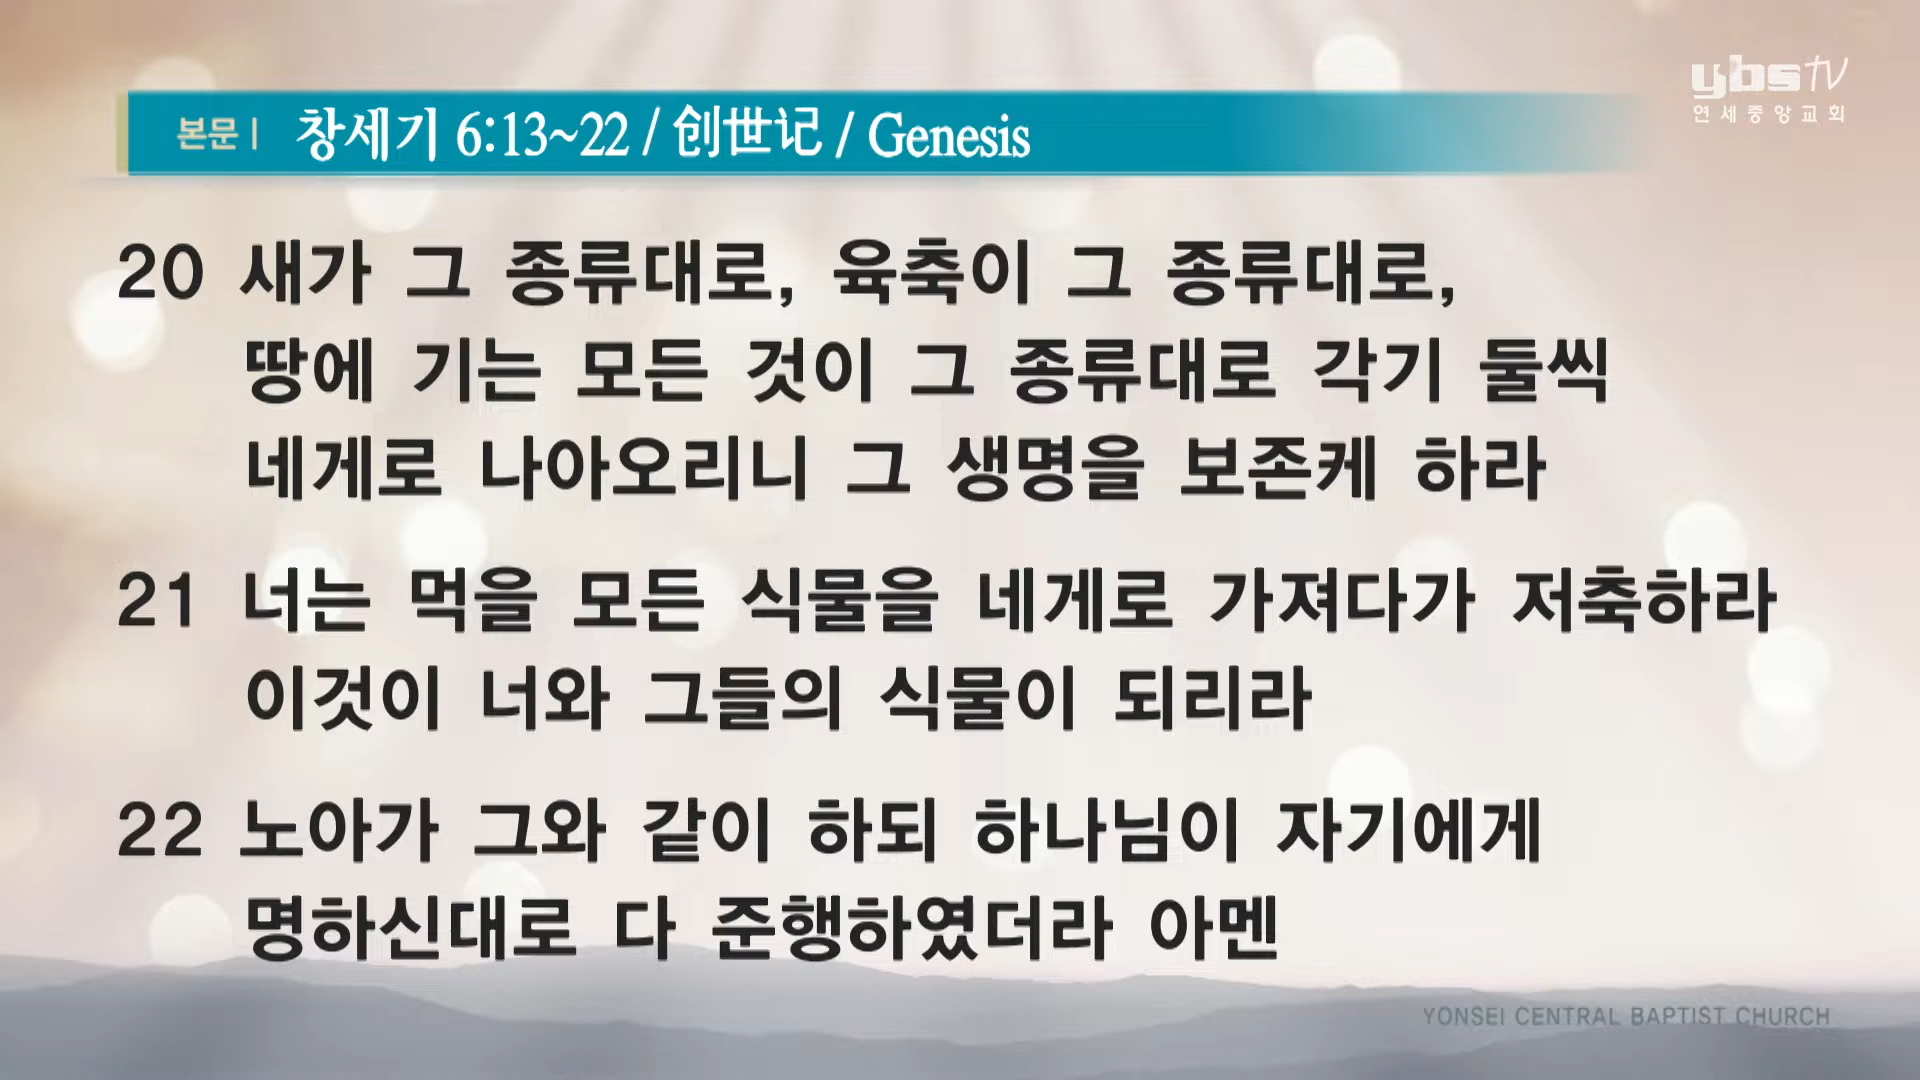 ybstv
연세중앙교회
본문 | 창세기 6:13~22 / 创世记 / Genesis
20 새가 그 종류대로, 육축이 그 종류대로,
땅에 기는 모든 것이 그 종류대로 각기 둘씩
네게로 나아오리니 그 생명을 보존케 하라
21 너는 먹을 모든 식물을 네게로 가져다가 저축하라
이것이 너와 그들의 식물이 되리라
22 노아가 그와 같이 하되 하나님이 자기에게
명하신대로 다 준행하였더라 아멘
YONSEI CENTRAL BAPTIST CHURCH